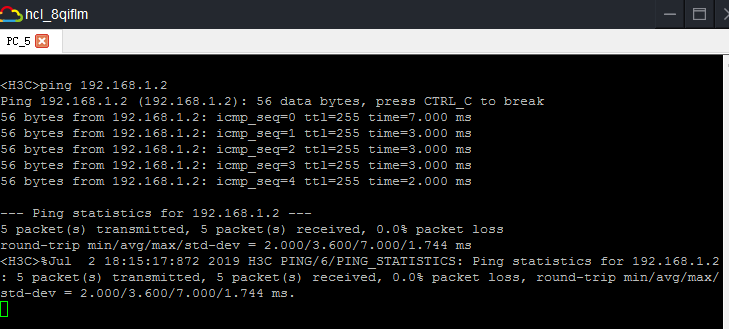 hcl_8qiflm
PC_5
<H3C>ping 192.168.1.2
Ping 192.168.1.2 (192.168.1.2): 56 data bytes, press CTRL_C to break
56 bytes from 192.168.1.2: icmp_seq=0 ttl=255 time=7.000 ms
56 bytes from 192.168.1.2: icmp_seq=1 ttl=255 time=3.000 ms
56 bytes from 192.168.1.2: icmp_seq=2 ttl=255 time=3.000 ms
56 bytes from 192.168.1.2: icmp_seq=3 ttl=255 time=3.000 ms
56 bytes from 192.168.1.2: icmp_seq=4 ttl=255 time=2.000 ms
--- Ping statistics for 192.168.1.2 ---
5 packet(s) transmitted, 5 packet(s) received, 0.0% packet loss
round-trip min/avg/max/std-dev = 2.000/3.600/7.000/1.744 ms
<H3C>%Jul  2 18:15:17:872 2019 H3C PING/6/PING_STATISTICS: Ping statistics for 192.168.1.2
: 5 packet(s) transmitted, 5 packet(s) received, 0.0% packet loss, round-trip min/avg/max/
std-dev = 2.000/3.600/7.000/1.744 ms.